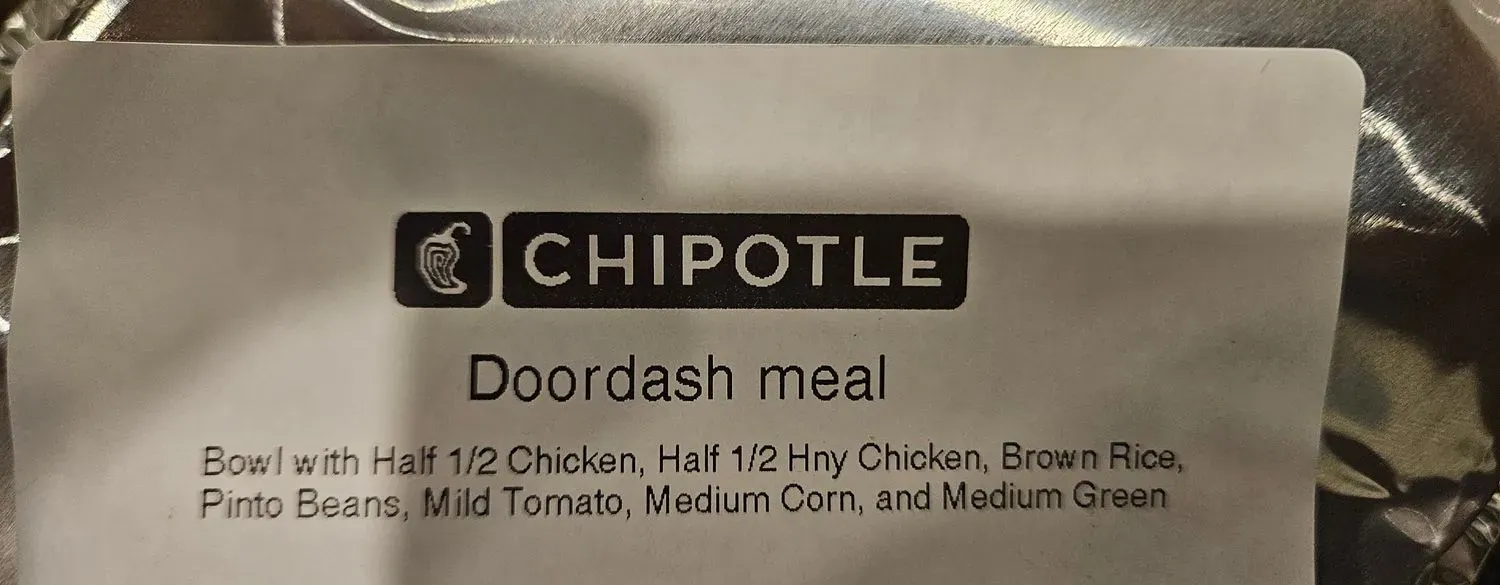 CHIPOTLE
Doordash meal
Bowl with Half 1/2 Chicken, Half 1/2 Hny Chicken, Brown Rice,
Pinto Beans, Mild Tomato, Medium Corn, and Medium Green